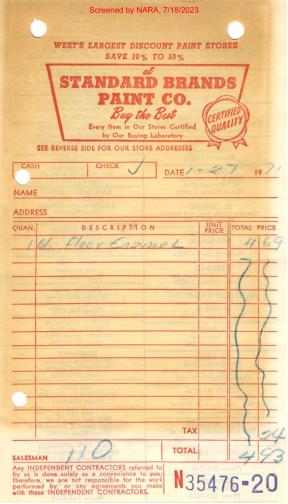 Screened by NARA, 7/18/2023
WEST'S LARGEST DISCOUNT PAINT STORES
SAVE 10% TO 50%
at
STANDARD BRANDS
PAINT CO.
Buy the Best
Every Item in Our Stores Certified
by Our Buying Laboratory
CERTIFIED
QUALITY
SEE REVERSE SIDE FOR OUR STORE ADDRESSES
CASH CHECK √ DATE 1-27 1971
NAME
ADDRESS
QUAN. DESCRIPTION UNIT PRICE TOTAL PRICE
1 Floor Enamel 4 69
TAX 24
SALESMAN 110 TOTAL 4 93
Any INDEPENDENT CONTRACTORS referred to
by us is done solely as a convenience to you;
therefore, we are not responsible for the work
performed by, or any agreements you make
with these INDEPENDENT CONTRACTORS.
N35476-20